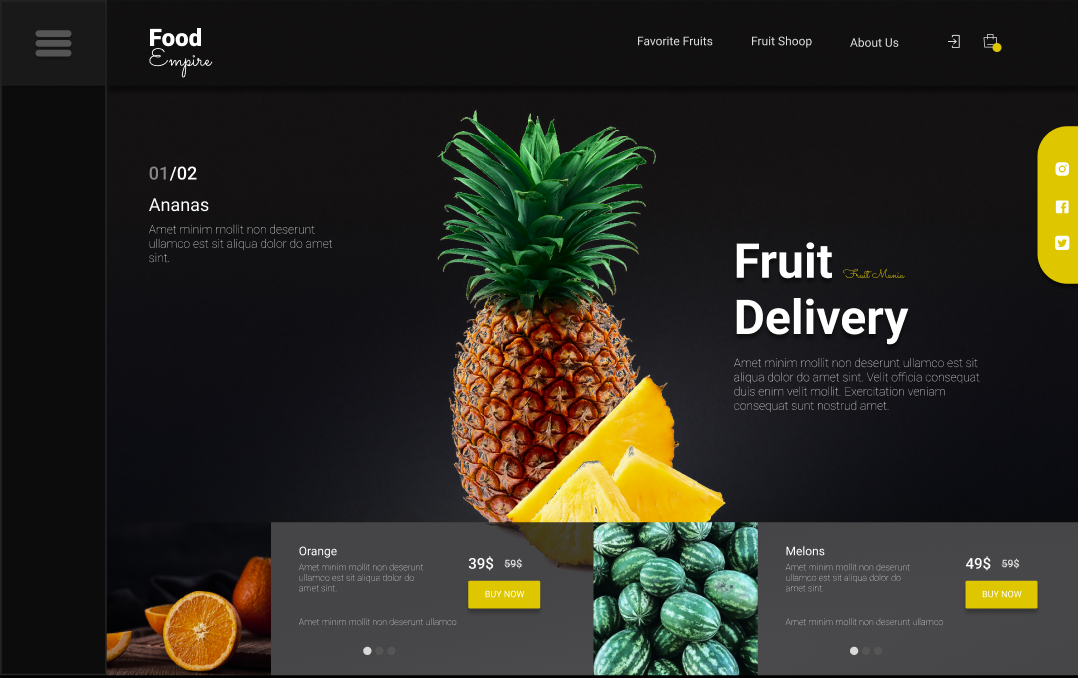 Food
Empire
Favorite Fruits
Fruit Shoop
About Us
01/02
Ananas
Amet minim mollit non deserunt
ullamco est sit aliqua dolor do amet
sint.
Fruit
Fruit Mania
Delivery
Amet minim mollit non deserunt ullamco est sit
aliqua dolor do amet sint. Velit officia consequat
duis enim velit mollit. Exercitation veniam
consequat sunt nostrud amet.
Orange
Amet minim mollit non deserunt
ullamco est sit aliqua dolor do
amet sint.
39$ 59$
BUY NOW
Amet minim mollit non deserunt ullamco
Melons
Amet minim mollit non deserunt
ullamco est sit aliqua dolor do
amet sint.
49$ 59$
BUY NOW
Amet minim mollit non deserunt ullamco